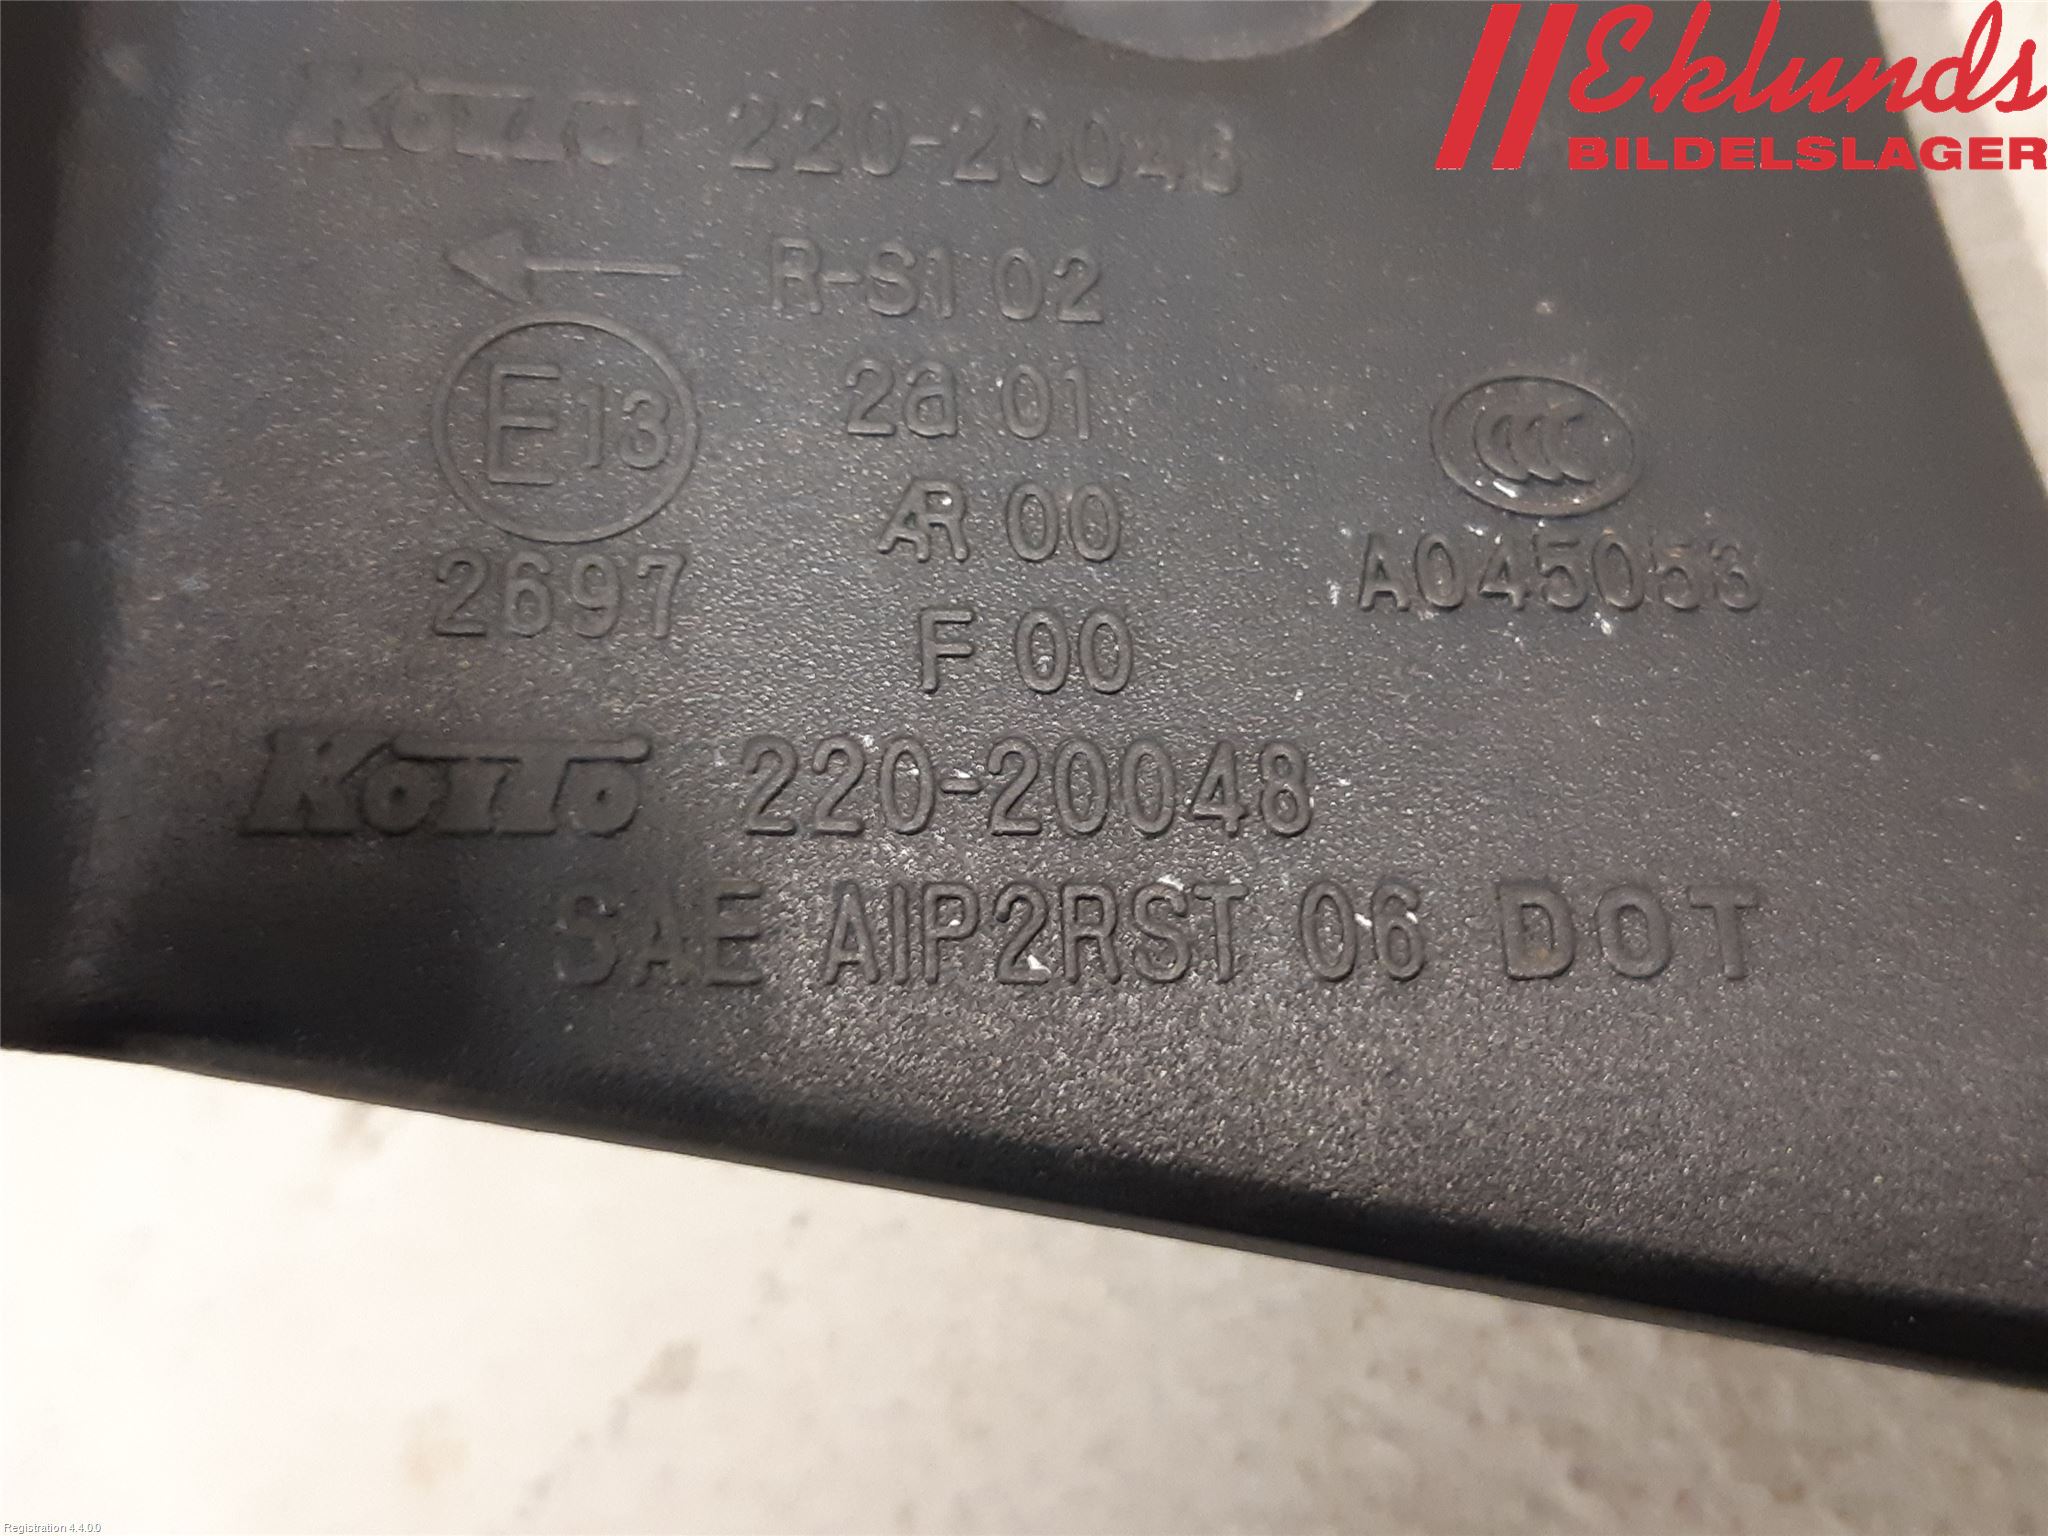 Eklunds
BILDELSLAGER
KOITO 220-20048
R-S1 02
E13
2a 01
CCC
AR 00
2697
A045053
F 00
KOITO 220-20048
SAE AIP2RST 06 DOT
Registration 4.4.0.0